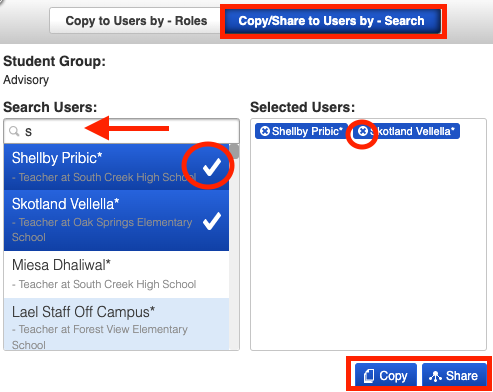 Copy to Users by - Roles
Copy/Share to Users by - Search
Student Group:
Advisory
Search Users:
s
Shellby Pribic*
- Teacher at South Creek High School
Skotland Vellella*
- Teacher at Oak Springs Elementary
School
Miesa Dhaliwal*
- Teacher at South Creek High School
Lael Staff Off Campus*
- Teacher at Forest View Elementary
School
Selected Users:
Shellby Pribic*
Skotland Vellella*
Copy
Share